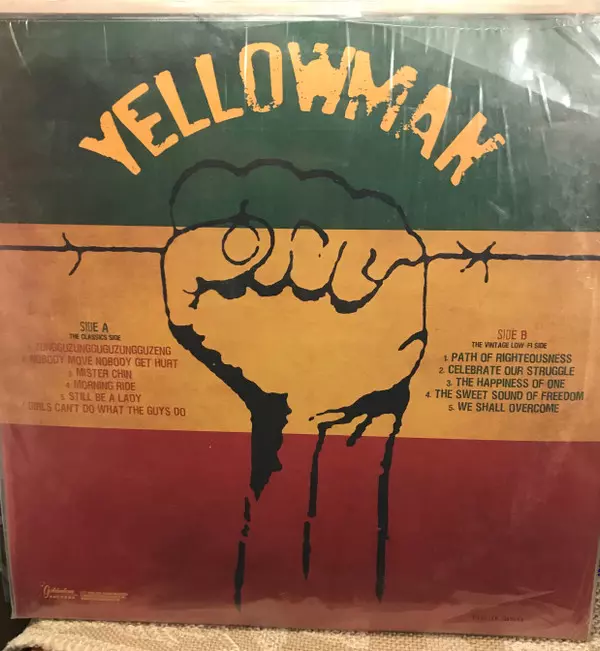 YELLOWMAN
ONE
SIDE A
THE CLASSICS SIDE
ZUNGGUZUNGGUGUZUNGGUZENG
NOBODY MOVE NOBODY GET HURT
3. MISTER CHIN
4. MORNING RIDE
5. STILL BE A LADY
GIRLS CAN'T DO WHAT THE GUYS DO
SIDE B
THE VINTAGE LOW-FI SIDE
1. PATH OF RIGHTEOUSNESS
2. CELEBRATE OUR STRUGGLE
3. THE HAPPINESS OF ONE
4. THE SWEET SOUND OF FREEDOM
5. WE SHALL OVERCOME
Goldenlane
RECORDS